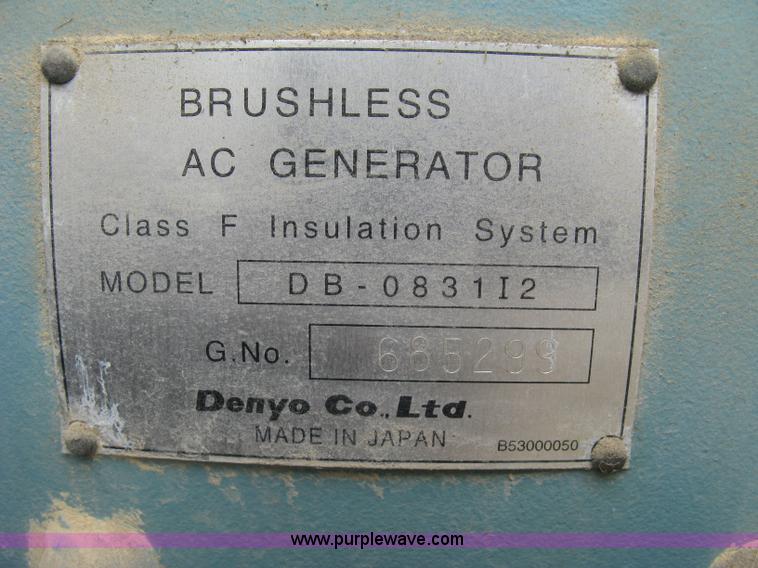 BRUSHLESS
AC GENERATOR
Class F Insulation System
MODEL DB-0831I2
G.No. 685299
Denyo Co.,Ltd.
MADE IN JAPAN B53000050
www.purplewave.com